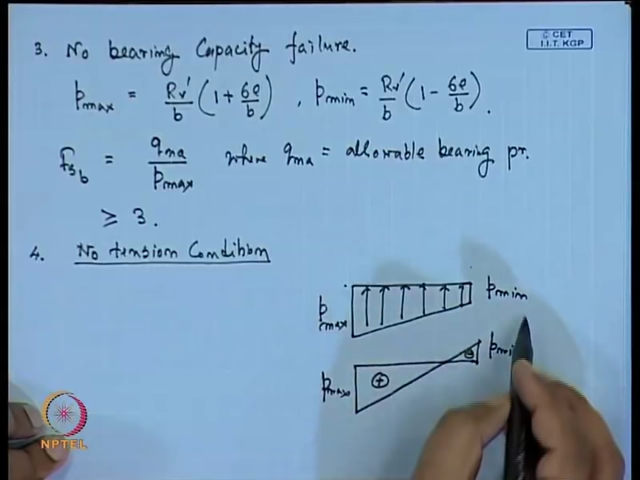 © CET
I.I.T. KGP
3. No bearing Capacity failure.
pmax = Rv'/b (1 + 6e/b) , pmin = Rv'/b (1 - 6e/b).
Fsb = qna/pmax where qna = allowable bearing pr.
≥ 3.
4. No tension Condition
pmax pmin
pmax + - pmi
NPTEL